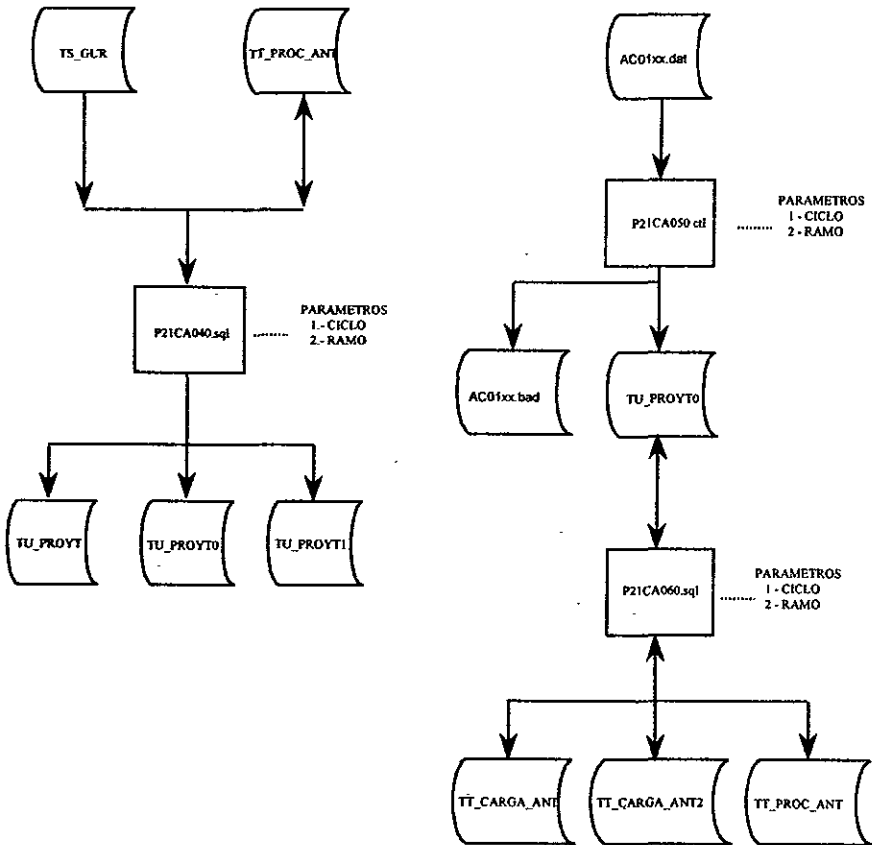 TS_GUR
TT_PROC_ANT
P21CA040.sql
PARAMETROS
1.- CICLO
2.- RAMO
TU_PROYT
TU_PROYT0
TU_PROYT1
AC01xx.dat
P21CA050 ctl
PARAMETROS
1 - CICLO
2 - RAMO
AC01xx.bad
TU_PROYT0
P21CA060.sql
PARAMETROS
1 - CICLO
2 - RAMO
TT_CARGA_ANT
TT_CARGA_ANT2
TT_PROC_ANT